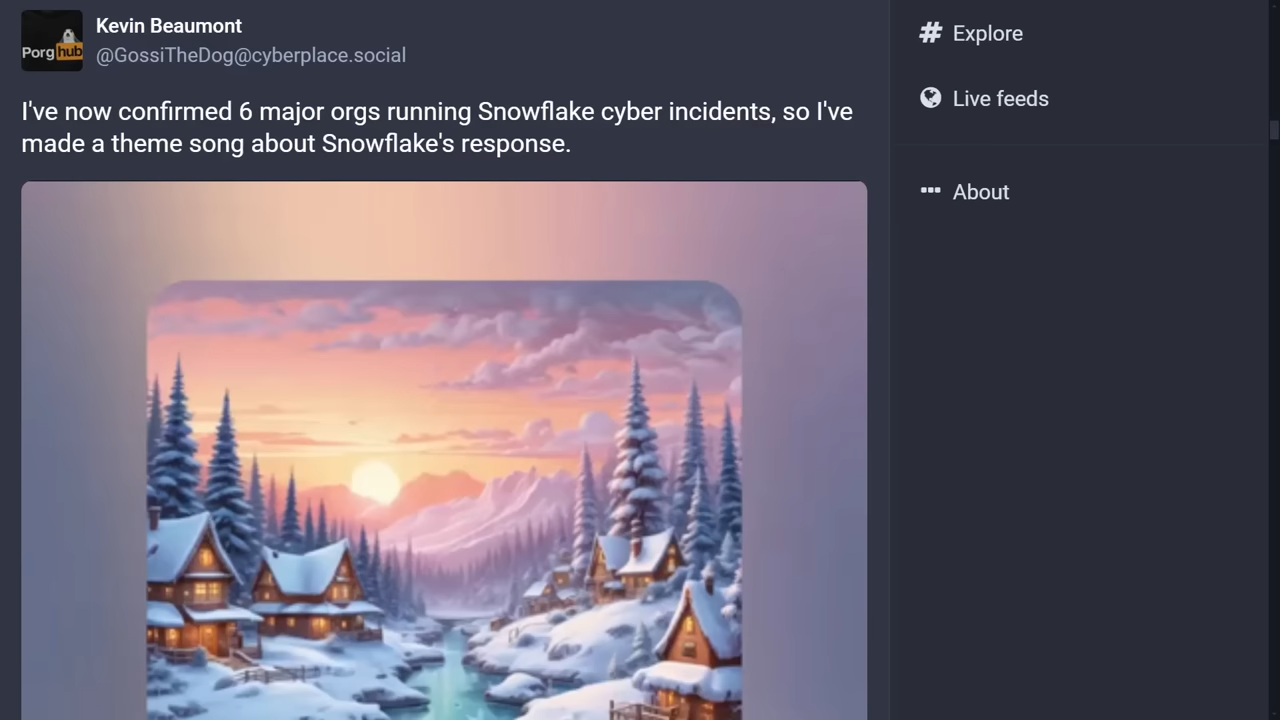 Porg hub
Kevin Beaumont
@GossiTheDog@cyberplace.social
I've now confirmed 6 major orgs running Snowflake cyber incidents, so I've
made a theme song about Snowflake's response.
Explore
Live feeds
About